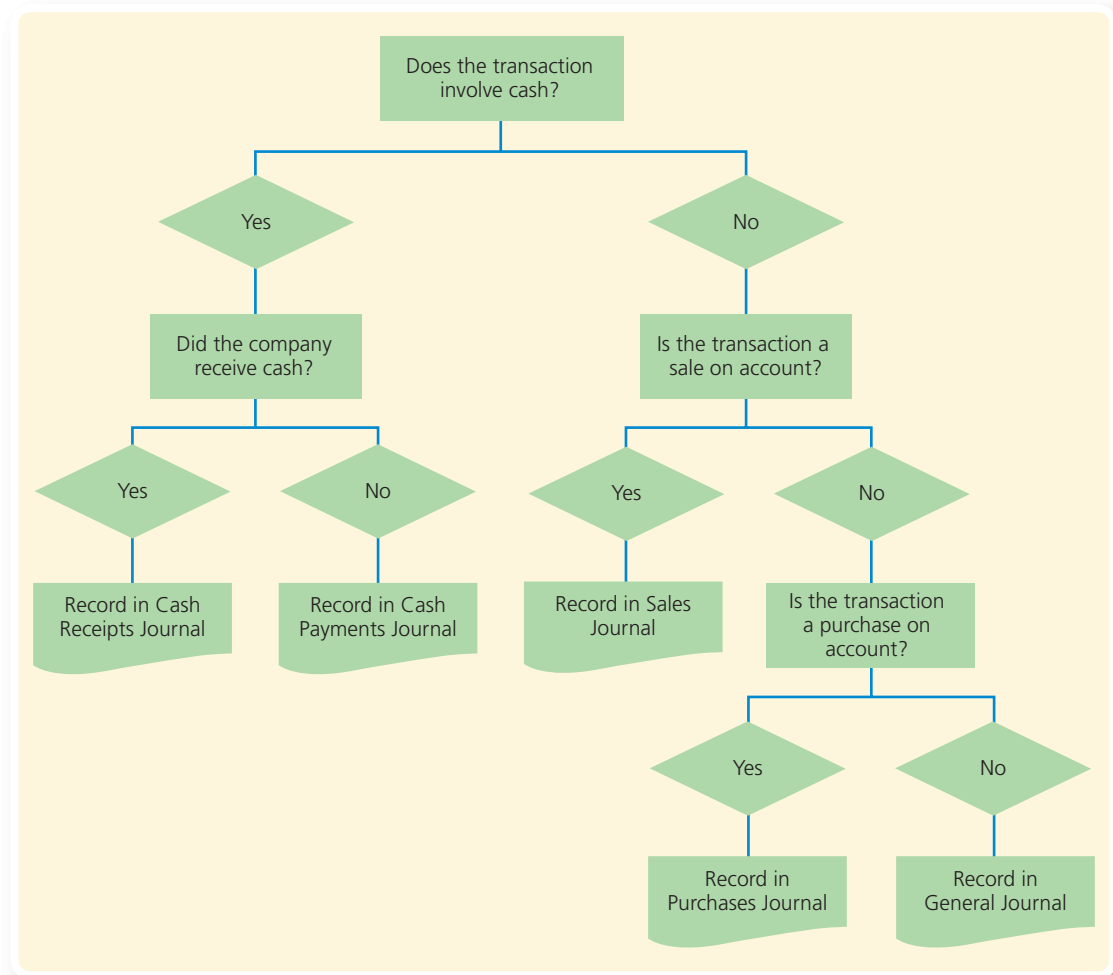 Does the transaction
involve cash?
Yes
No
Did the company
receive cash?
Is the transaction a
sale on account?
Yes
No
Yes
No
Record in Cash
Receipts Journal
Record in Cash
Payments Journal
Record in Sales
Journal
Is the transaction
a purchase on
account?
Yes
No
Record in
Purchases Journal
Record in
General Journal